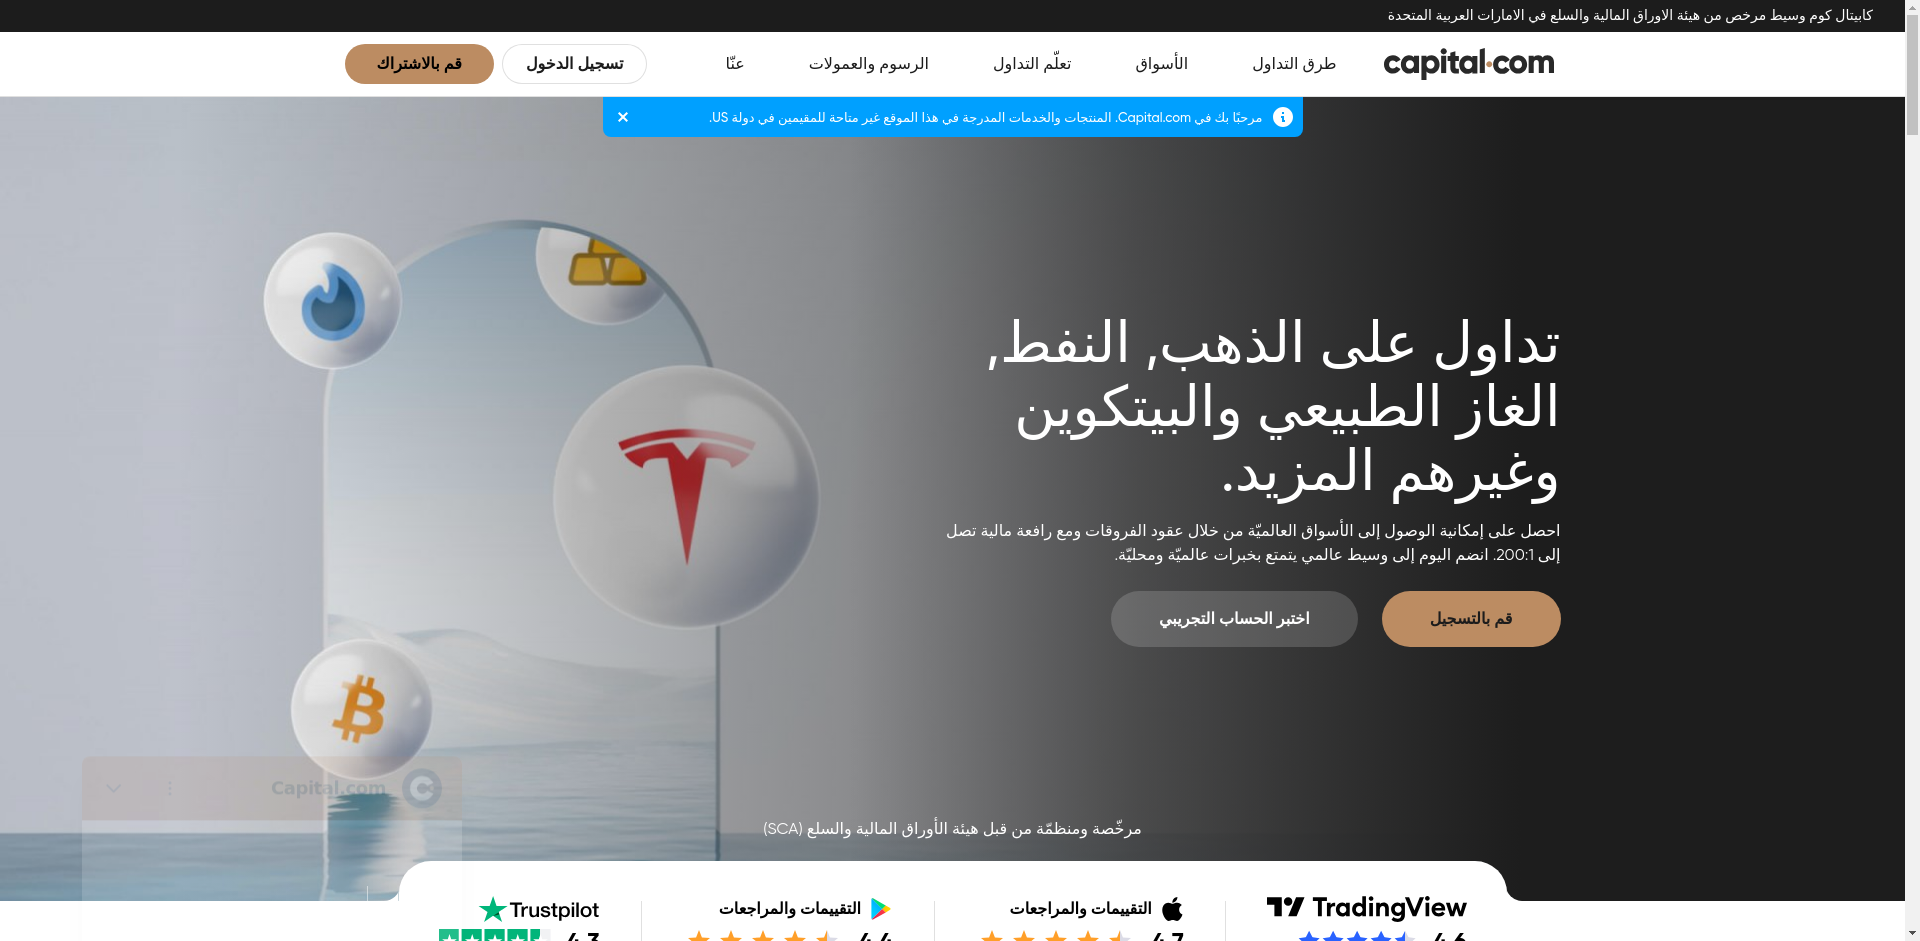 كابيتال كوم وسيط مرخص من هيئة الاوراق المالية والسلع في الامارات العربية المتحدة
capital.com
طرق التداول
الأسواق
تعلّم التداول
الرسوم والعمولات
عنّا
تسجيل الدخول
قم بالاشتراك
مرحبًا بك في Capital.com. المنتجات والخدمات المدرجة في هذا الموقع غير متاحة للمقيمين في دولة US.
تداول على الذهب, النفط,
الغاز الطبيعي والبيتكوين
وغيرهم المزيد.
احصل على إمكانية الوصول إلى الأسواق العالميّة من خلال عقود الفروقات ومع رافعة مالية تصل
إلى 200:1. انضم اليوم إلى وسيط عالمي يتمتع بخبرات عالميّة ومحليّة.
قم بالتسجيل
اختبر الحساب التجريبي
Capital.com
مرخّصة ومنظمّة من قبل هيئة الأوراق المالية والسلع (SCA)
TradingView
التقييمات والمراجعات
التقييمات والمراجعات
Trustpilot
4.6
4.7
4.4
4.3